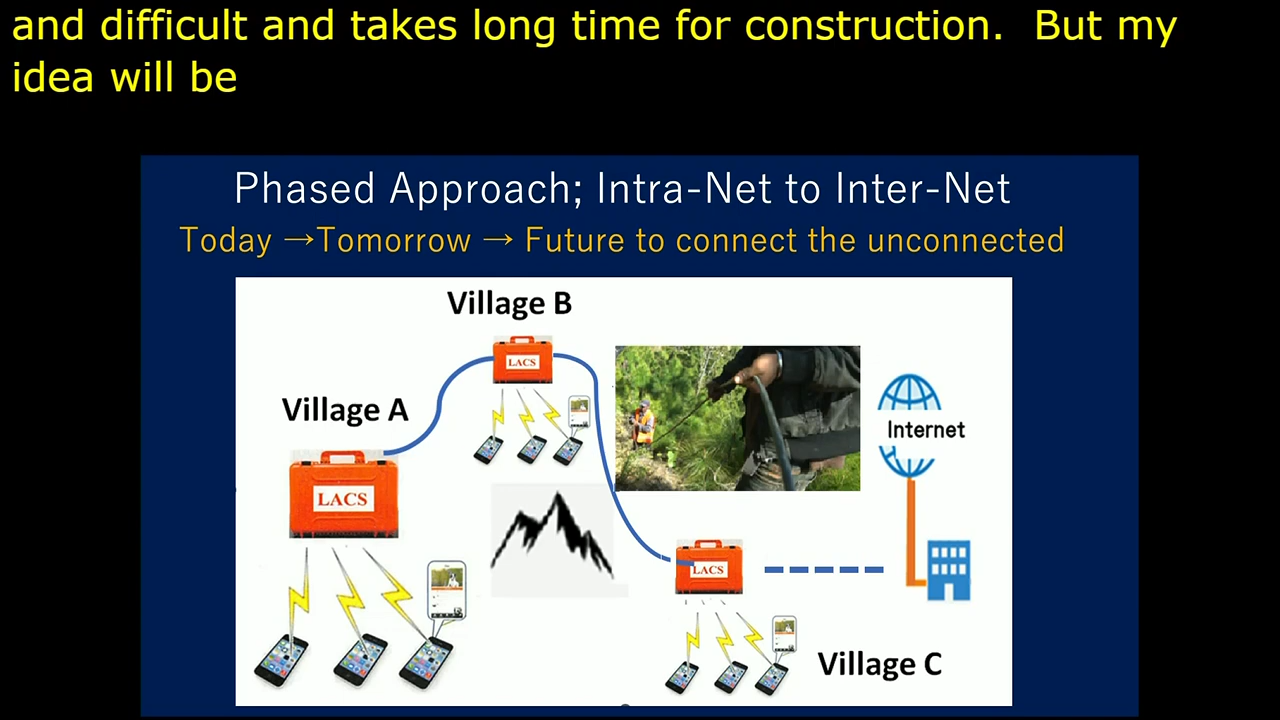 and difficult and takes long time for construction.  But my
idea will be
Phased Approach; Intra-Net to Inter-Net
Today →Tomorrow → Future to connect the unconnected
Village B
LACS
Village A
Internet
LACS
LACS
Village C